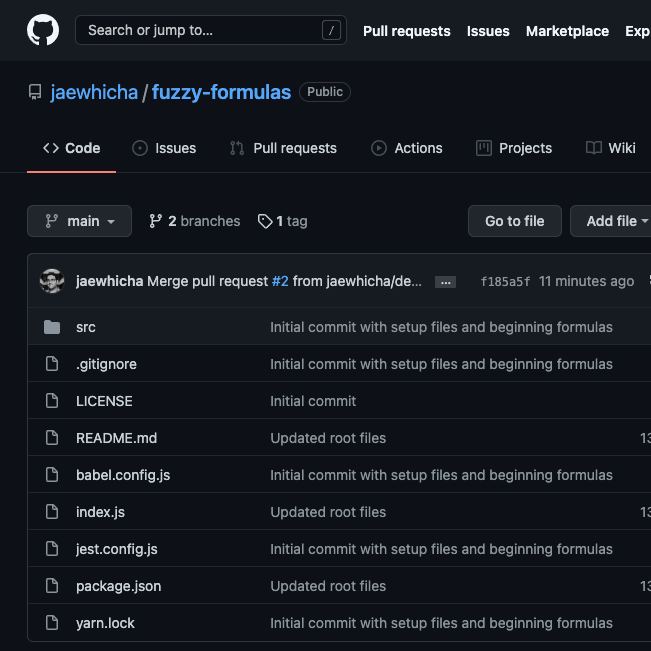 Search or jump to... / Pull requests Issues Marketplace Exp
jaewhicha / fuzzy-formulas Public
Code Issues Pull requests Actions Projects Wiki
main 2 branches 1 tag Go to file Add file
jaewhicha Merge pull request #2 from jaewhicha/de... ... f185a5f 11 minutes ago
src Initial commit with setup files and beginning formulas
.gitignore Initial commit with setup files and beginning formulas
LICENSE Initial commit
README.md Updated root files 13
babel.config.js Initial commit with setup files and beginning formulas
index.js Updated root files 13
jest.config.js Initial commit with setup files and beginning formulas
package.json Updated root files 13
yarn.lock Initial commit with setup files and beginning formulas